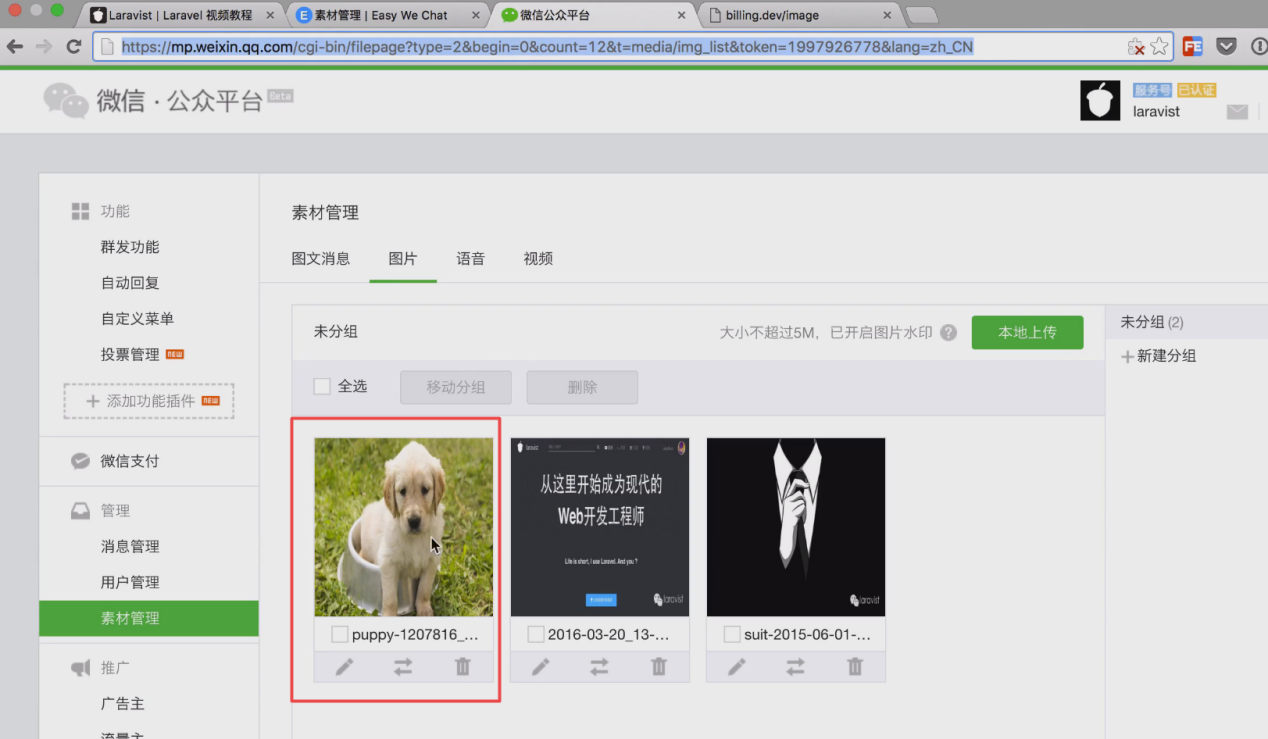 Laravist | Laravel 视频教程
素材管理 | Easy We Chat
微信公众平台
billing.dev/image
https://mp.weixin.qq.com/cgi-bin/filepage?type=2&begin=0&count=12&t=media/img_list&token=1997926778&lang=zh_CN
FE
微信·公众平台 Beta
服务号 已认证
laravist
功能
群发功能
自动回复
自定义菜单
投票管理 NEW
添加功能插件 NEW
微信支付
管理
消息管理
用户管理
素材管理
推广
广告主
流量主
素材管理
图文消息 图片 语音 视频
未分组
大小不超过5M，已开启图片水印 ?
本地上传
全选 移动分组 删除
puppy-1207816_...
laravist
从这里开始成为现代的
Web开发工程师
Life is short, I use Laravel. And you ?
laravist
2016-03-20_13-...
laravist
suit-2015-06-01-...
未分组 (2)
新建分组